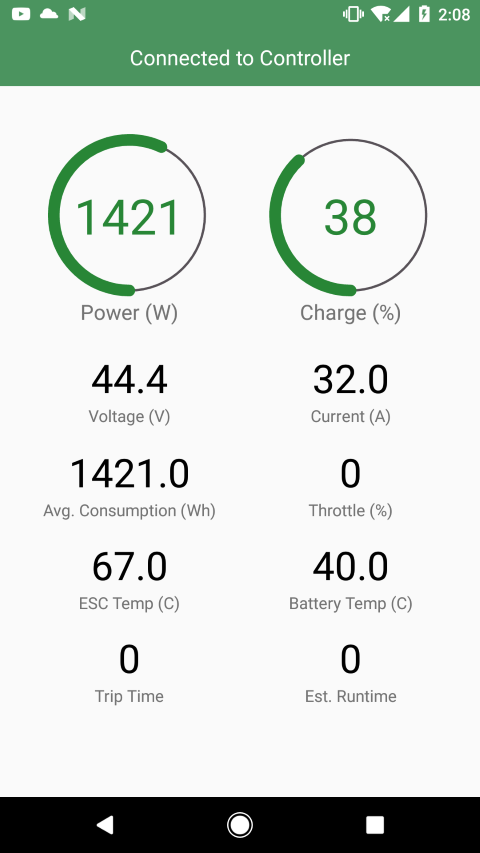 2:08
Connected to Controller
1421
38
Power (W)
Charge (%)
44.4
32.0
Voltage (V)
Current (A)
1421.0
0
Avg. Consumption (Wh)
Throttle (%)
67.0
40.0
ESC Temp (C)
Battery Temp (C)
0
0
Trip Time
Est. Runtime